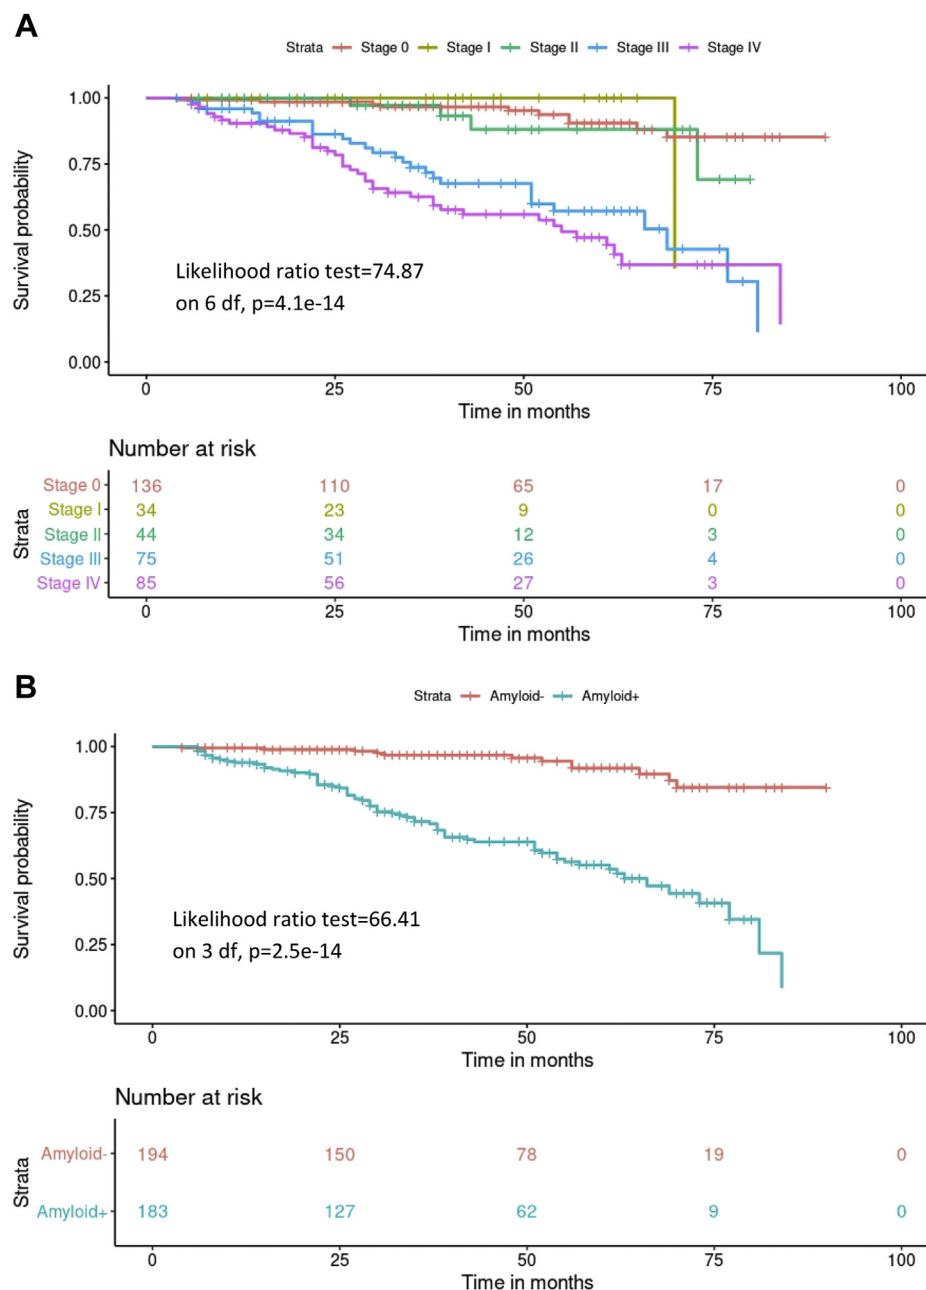 A
Strata Stage 0 Stage I Stage II Stage III Stage IV
1.00
0.75
0.50
0.25
0.00
Survival probability
Likelihood ratio test=74.87
on 6 df, p=4.1e-14
0 25 50 75 100
Time in months
Number at risk
Strata
Stage 0 136 110 65 17 0
Stage I 34 23 9 0 0
Stage II 44 34 12 3 0
Stage III 75 51 26 4 0
Stage IV 85 56 27 3 0
0 25 50 75 100
Time in months
B
Strata Amyloid- Amyloid+
1.00
0.75
0.50
0.25
0.00
Survival probability
Likelihood ratio test=66.41
on 3 df, p=2.5e-14
0 25 50 75 100
Time in months
Number at risk
Strata
Amyloid- 194 150 78 19 0
Amyloid+ 183 127 62 9 0
0 25 50 75 100
Time in months